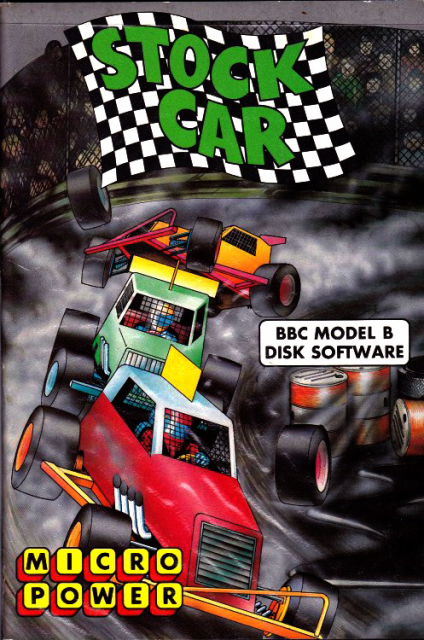 STOCK
CAR
BBC MODEL B
DISK SOFTWARE
MICRO
POWER